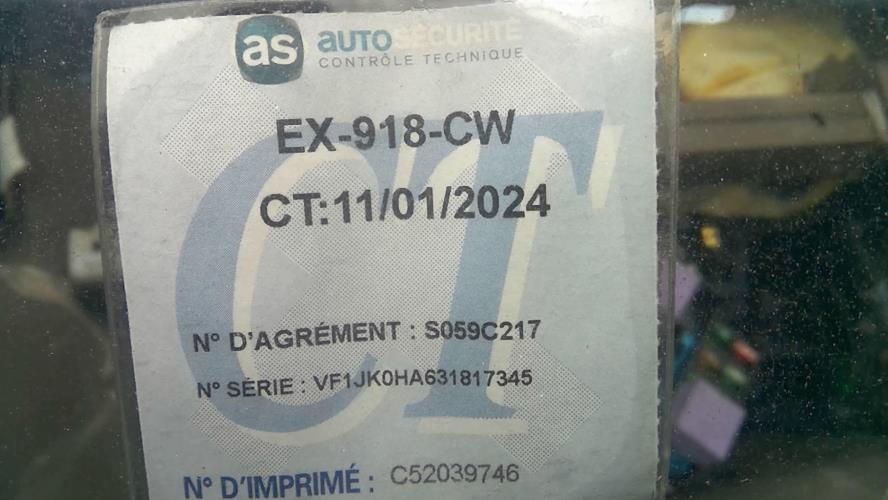 as AUTOSÉCURITÉ
CONTRÔLE TECHNIQUE
EX-918-CW
CT:11/01/2024
CT
N° D'AGRÉMENT : S059C217
N° SÉRIE : VF1JK0HA631817345
N° D'IMPRIMÉ : C52039746